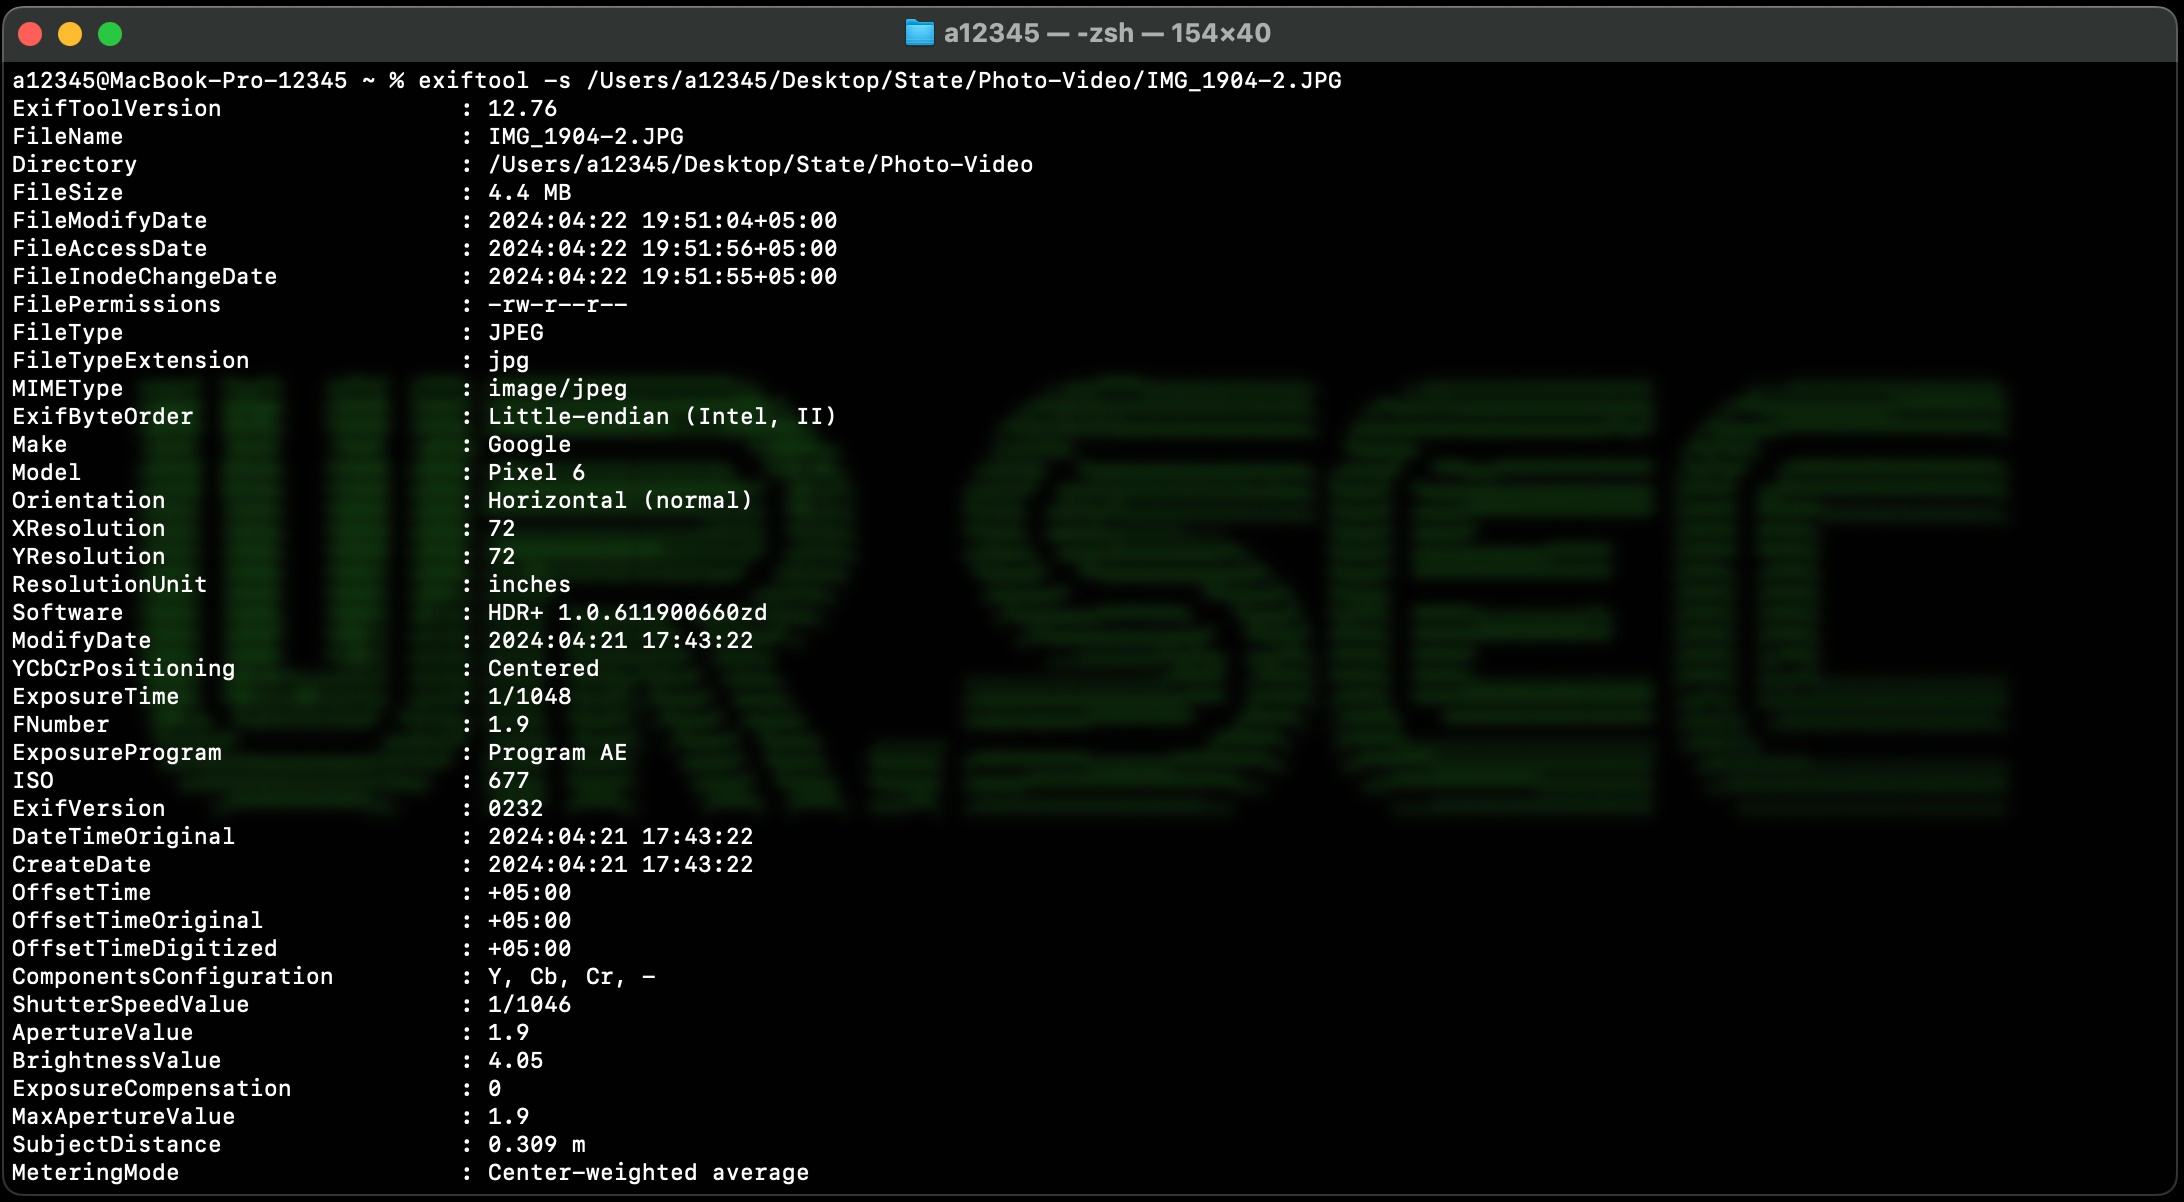 a12345 — -zsh — 154×40
a12345@MacBook-Pro-12345 ~ % exiftool -s /Users/a12345/Desktop/State/Photo-Video/IMG_1904-2.JPG
ExifToolVersion : 12.76
FileName : IMG_1904-2.JPG
Directory : /Users/a12345/Desktop/State/Photo-Video
FileSize : 4.4 MB
FileModifyDate : 2024:04:22 19:51:04+05:00
FileAccessDate : 2024:04:22 19:51:56+05:00
FileInodeChangeDate : 2024:04:22 19:51:55+05:00
FilePermissions : -rw-r--r--
FileType : JPEG
FileTypeExtension : jpg
MIMEType : image/jpeg
ExifByteOrder : Little-endian (Intel, II)
Make : Google
Model : Pixel 6
Orientation : Horizontal (normal)
XResolution : 72
YResolution : 72
ResolutionUnit : inches
Software : HDR+ 1.0.611900660zd
ModifyDate : 2024:04:21 17:43:22
YCbCrPositioning : Centered
ExposureTime : 1/1048
FNumber : 1.9
ExposureProgram : Program AE
ISO : 677
ExifVersion : 0232
DateTimeOriginal : 2024:04:21 17:43:22
CreateDate : 2024:04:21 17:43:22
OffsetTime : +05:00
OffsetTimeOriginal : +05:00
OffsetTimeDigitized : +05:00
ComponentsConfiguration : Y, Cb, Cr, -
ShutterSpeedValue : 1/1046
ApertureValue : 1.9
BrightnessValue : 4.05
ExposureCompensation : 0
MaxApertureValue : 1.9
SubjectDistance : 0.309 m
MeteringMode : Center-weighted average
UR.SEC